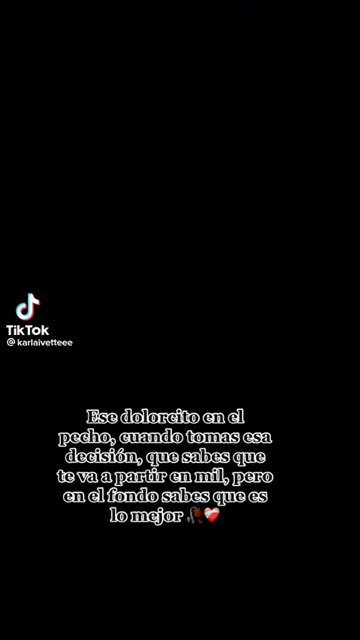 TikTok
@ karlaivetteee
Ese dolorcito en el
pecho, cuando tomas esa
decisión, que sabes que
te va a partir en mil, pero
en el fondo sabes que es
lo mejor 🥀❤️‍🩹